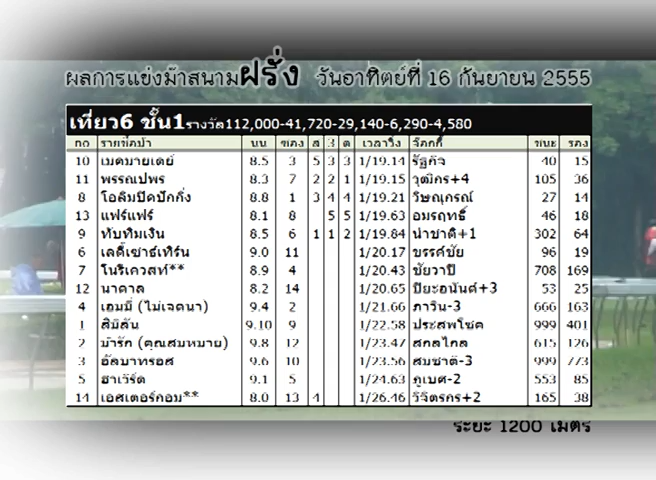 ผลการแข่งม้าสนามฝรั่ง วันอาทิตย์ที่ 16 กันยายน 2555
เที่ยว6 ชั้น1รางวัล112,000-41,720-29,140-6,290-4,580
no รายชื่อม้า นน ซอง ส 3 ต เวลาวิ่ง จ๊อกกี้ ชนะ รอง
10 เมคมายเดย์ 8.5 3 5 3 3 1/19.14 รัฐกิจ 40 15
11 พรรณปพร 8.3 7 2 2 1 1/19.15 วุฒิกร+4 105 36
8 โอลิมปิคปักกิ่ง 8.8 1 3 4 4 1/19.21 วิษณุกรณ์ 27 14
13 แฟร์แฟร์ 8.1 8 5 5 1/19.63 อมรฤทธิ์ 46 18
9 ทับทิมเงิน 8.5 6 1 1 2 1/19.84 นำชาติ+1 302 64
6 เลดี้เซาธ์เทิร์น 9.0 11 1/20.17 บรรค์ชัย 96 19
7 โนริเควสท์** 8.9 4 1/20.43 ชัยวาปี 708 169
12 นาดาล 8.2 14 1/20.65 ปิยะอนันต์+3 53 25
4 เอมมี่ (ไม่เจตนา) 9.4 2 1/21.66 ภาวิน-3 666 163
1 สิมิลัน 9.10 9 1/22.58 ประสพโชค 999 401
2 ม้ารัก (คุณสมหมาย) 9.8 12 1/23.47 สกลไกล 615 126
3 อัลบาทรอส 9.6 10 1/23.56 สมชาติ-3 999 773
5 ฮาเวิร์ด 9.1 5 1/24.63 ภูเบศ-2 553 85
14 เอสเตอร์กอม** 8.0 13 4 1/26.46 วิจิตรกร+2 165 38
ระยะ 1200 เมตร